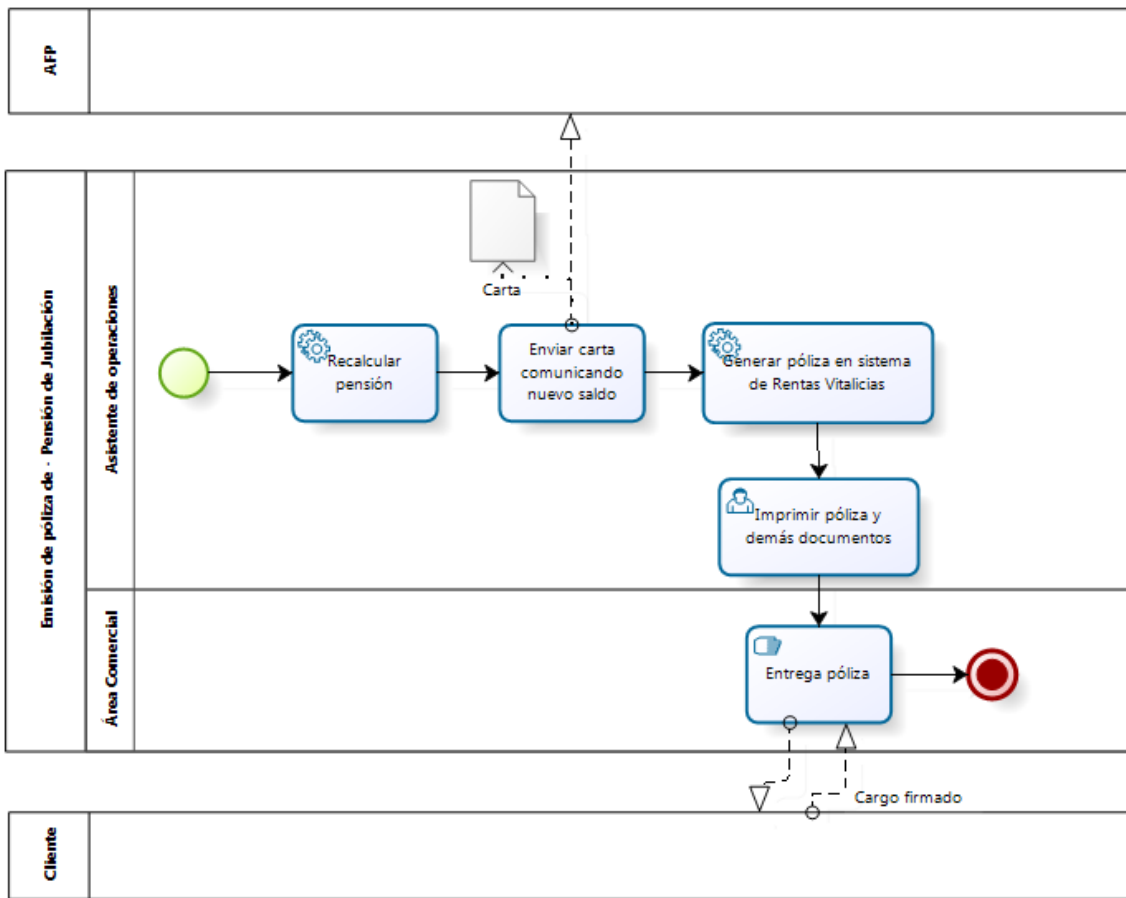 AFP
Emisión de póliza de - Pensión de Jubilación
Asistente de operaciones
Carta
Recalcular
pensión
Enviar carta
comunicando
nuevo saldo
Generar póliza en sistema
de Rentas Vitalicias
Imprimir póliza y
demás documentos
Área Comercial
Entrega póliza
Cargo firmado
Cliente